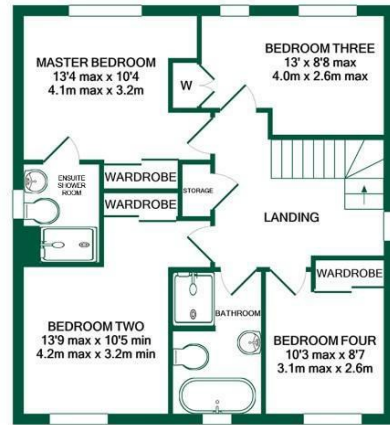 MASTER BEDROOM
13'4 max x 10'4
4.1m max x 3.2m
BEDROOM THREE
13' x 8'8 max
4.0m x 2.6m max
W
ENSUITE
SHOWER
ROOM
WARDROBE
WARDROBE
STORAGE
LANDING
WARDROBE
BEDROOM TWO
13'9 max x 10'5 min
4.2m max x 3.2m min
BATHROOM
BEDROOM FOUR
10'3 max x 8'7
3.1m max x 2.6m